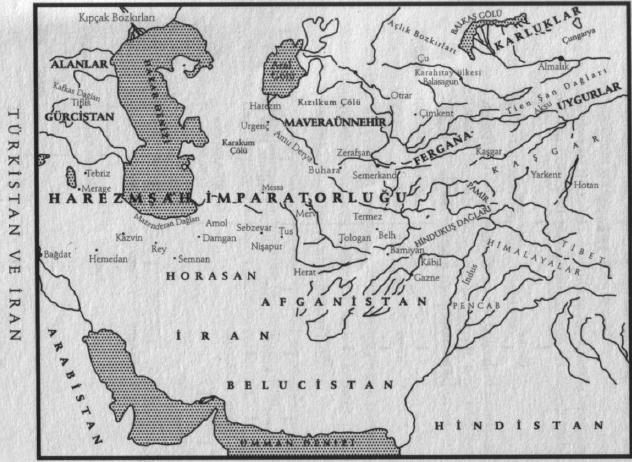 TÜRKİSTAN VE İRAN
Kıpçak Bozkırları
BALKAŞ GÖLÜ
KARLUKLAR
Açlık Bozkırları
Çungarya
ALANLAR
HAZAR DENİZİ
Aral
Gölü
Çu
Karahıtay ülkesi
Balasagun
Almalık
Kafkas Dağları
Tiflis
GÜRCİSTAN
Harezm
Kızılkum Çölü
Otrar
Tien Şan Dağları
Aksu
UYGURLAR
Urgenç
MAVERAÜNNEHİR
Çimkent
Karakum
Çölü
Amu Derya
Zerafşan
FERGANA
Kaşgar
KAŞGAR
Buhara
Semerkand
Tebriz
Merage
Yarkent
Hotan
PAMİR
HAREZMŞAH İMPARATORLUĞU
Messa
Merv
Mazenderan Dağları
Amol
Sebzevar
Tus
Termez
Kazvin
Damgan
Nişapur
Tologan
Belh
HİNDUKUŞ DAĞLARI
Bağdat
Rey
Bamiyan
HİMALAYALAR
TİBET
Hemedan
Semnan
Kâbil
HORASAN
Herat
Gazne
Indus
AFGANİSTAN
PENCAB
İRAN
ARABİSTAN
BELUCİSTAN
HİNDİSTAN
UMMAN DENİZİ